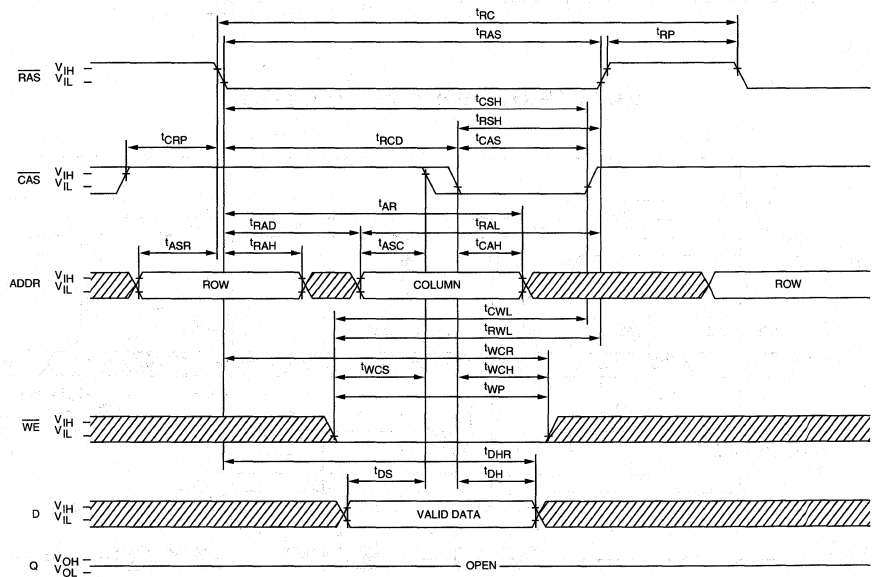 tRC
tRAS
tRP
RAS VIH VIL
tCSH
tRSH
tCRP
tRCD
tCAS
CAS VIH VIL
tAR
tRAD
tRAL
tASR
tRAH
tASC
tCAH
ADDR VIH VIL ROW COLUMN ROW
tCWL
tRWL
tWCR
tWCS
tWCH
tWP
WE VIH VIL
tDHR
tDS
tDH
D VIH VIL VALID DATA
Q VOH VOL OPEN